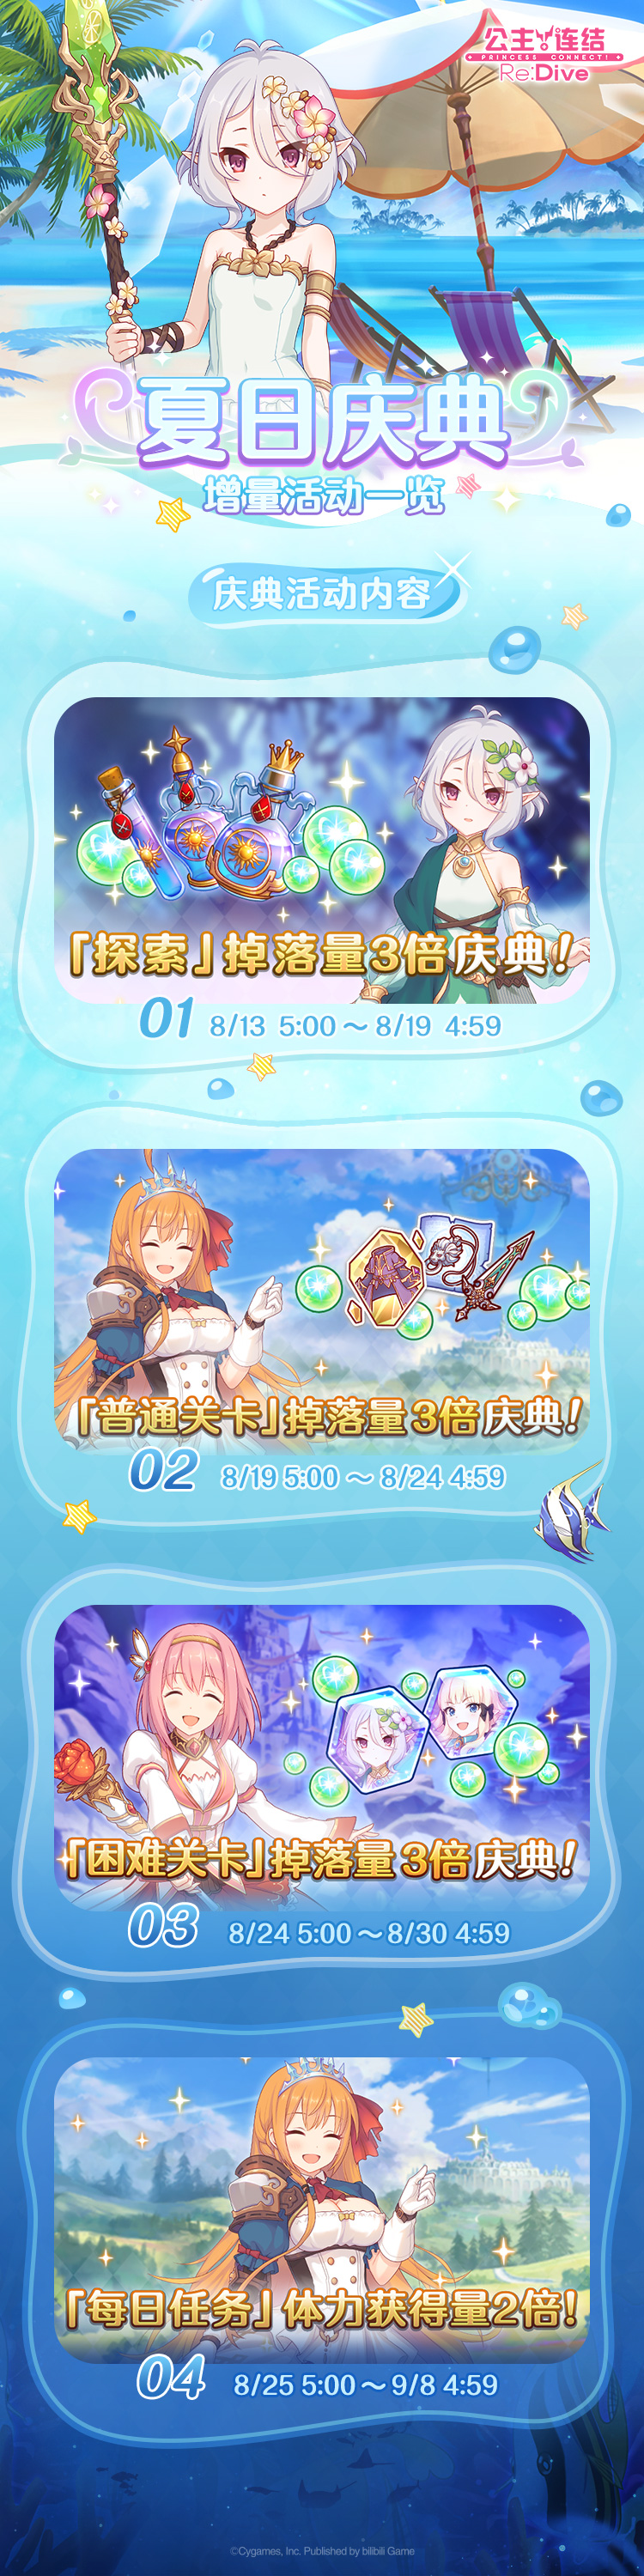 公主连结
PRINCESS CONNECT!
Re:Dive
夏日庆典
增量活动一览
庆典活动内容
「探索」掉落量3倍庆典!
01 8/13 5:00～8/19 4:59
「普通关卡」掉落量3倍庆典!
02 8/19 5:00～8/24 4:59
「困难关卡」掉落量3倍庆典!
03 8/24 5:00～8/30 4:59
「每日任务」体力获得量2倍!
04 8/25 5:00～9/8 4:59
©Cygames, Inc. Published by bilibili Game